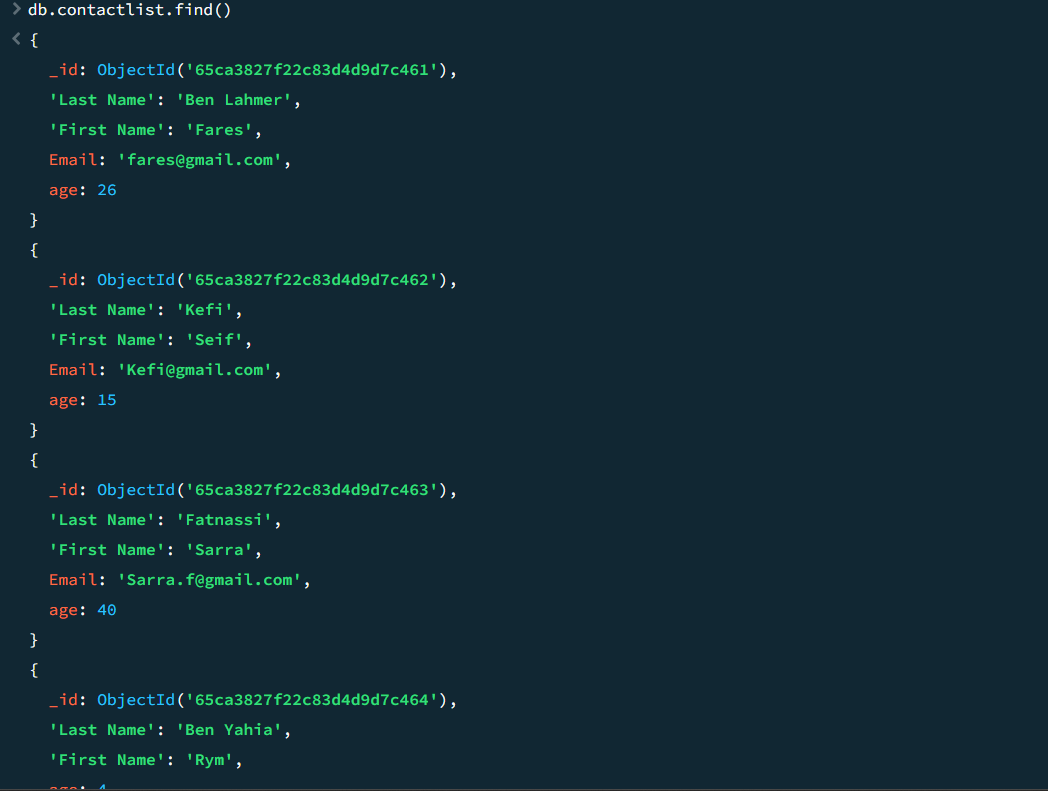 > db.contactlist.find()
< {
_id: ObjectId('65ca3827f22c83d4d9d7c461'),
'Last Name': 'Ben Lahmer',
'First Name': 'Fares',
Email: 'fares@gmail.com',
age: 26
}
{
_id: ObjectId('65ca3827f22c83d4d9d7c462'),
'Last Name': 'Kefi',
'First Name': 'Seif',
Email: 'Kefi@gmail.com',
age: 15
}
{
_id: ObjectId('65ca3827f22c83d4d9d7c463'),
'Last Name': 'Fatnassi',
'First Name': 'Sarra',
Email: 'Sarra.f@gmail.com',
age: 40
}
{
_id: ObjectId('65ca3827f22c83d4d9d7c464'),
'Last Name': 'Ben Yahia',
'First Name': 'Rym',
age: 4